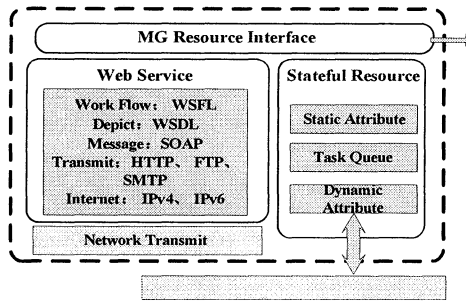 MG Resource Interface
Web Service
Work Flow: WSFL
Depict: WSDL
Message: SOAP
Transmit: HTTP、FTP、
SMTP
Internet: IPv4、IPv6
Network Transmit
Stateful Resource
Static Attribute
Task Queue
Dynamic
Attribute